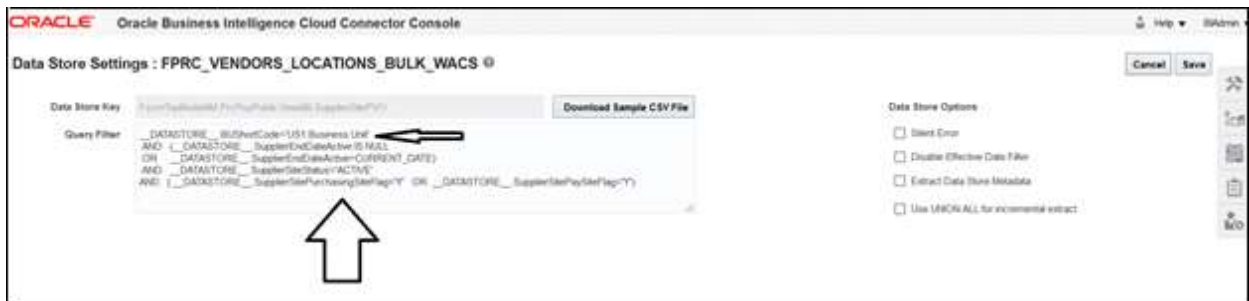 ORACLE Oracle Business Intelligence Cloud Connector Console
Help
Data Store Settings : FPRC_VENDORS_LOCATIONS_BULK_WACS
Cancel Save
Data Store Key
Download Sample CSV File
Data Store Options
Query Filter
__DATASTORE__.BUShortCode='US1 Business Unit'
AND (__DATASTORE__.SupplierEndDateActive IS NULL
OR __DATASTORE__.SupplierEndDateActive=CURRENT_DATE)
AND __DATASTORE__.SupplierSiteStatus='ACTIVE'
AND (__DATASTORE__.SupplierSitePurchasingSiteFlag='Y' OR __DATASTORE__.SupplierSitePaySiteFlag='Y')
Silent Error
Disable Effective Date Filter
Extract Data Store Metadata
Use UNION ALL for incremental extract